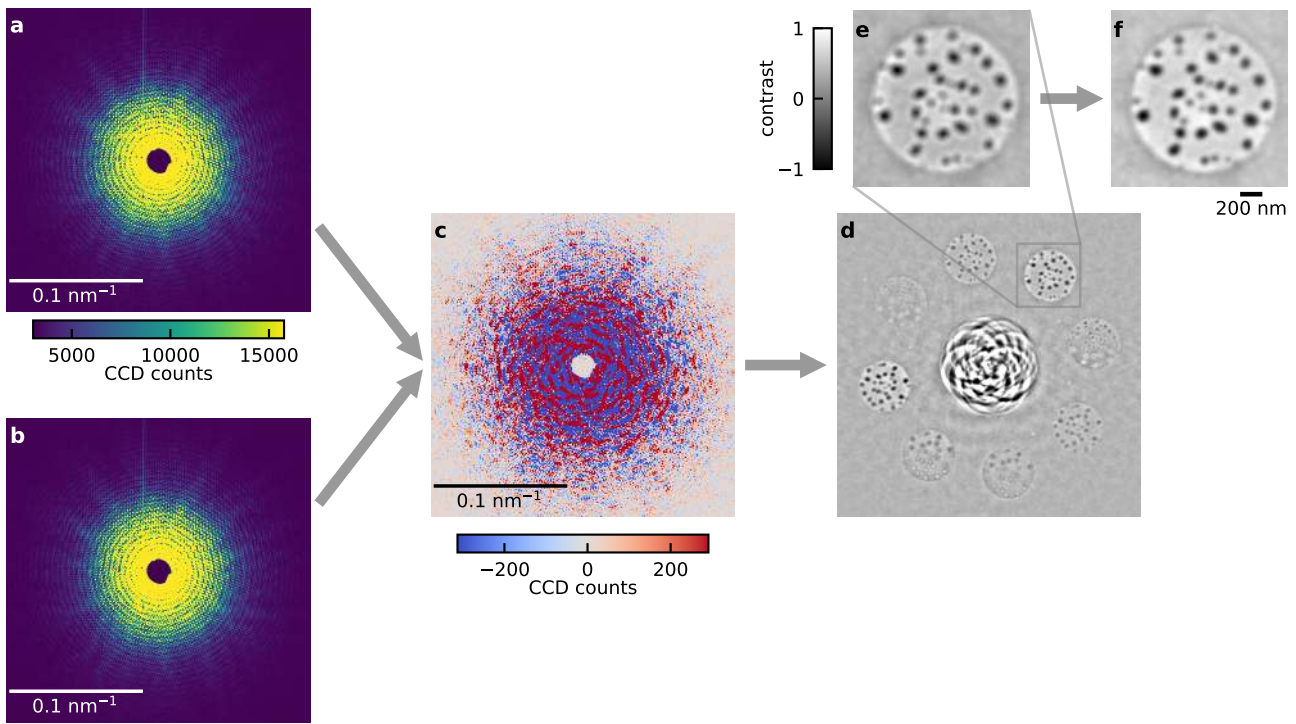 a
0.1 nm⁻¹
5000 10000 15000
CCD counts
b
0.1 nm⁻¹
c
0.1 nm⁻¹
−200 0 200
CCD counts
d
contrast
1
0
−1
e
f
200 nm